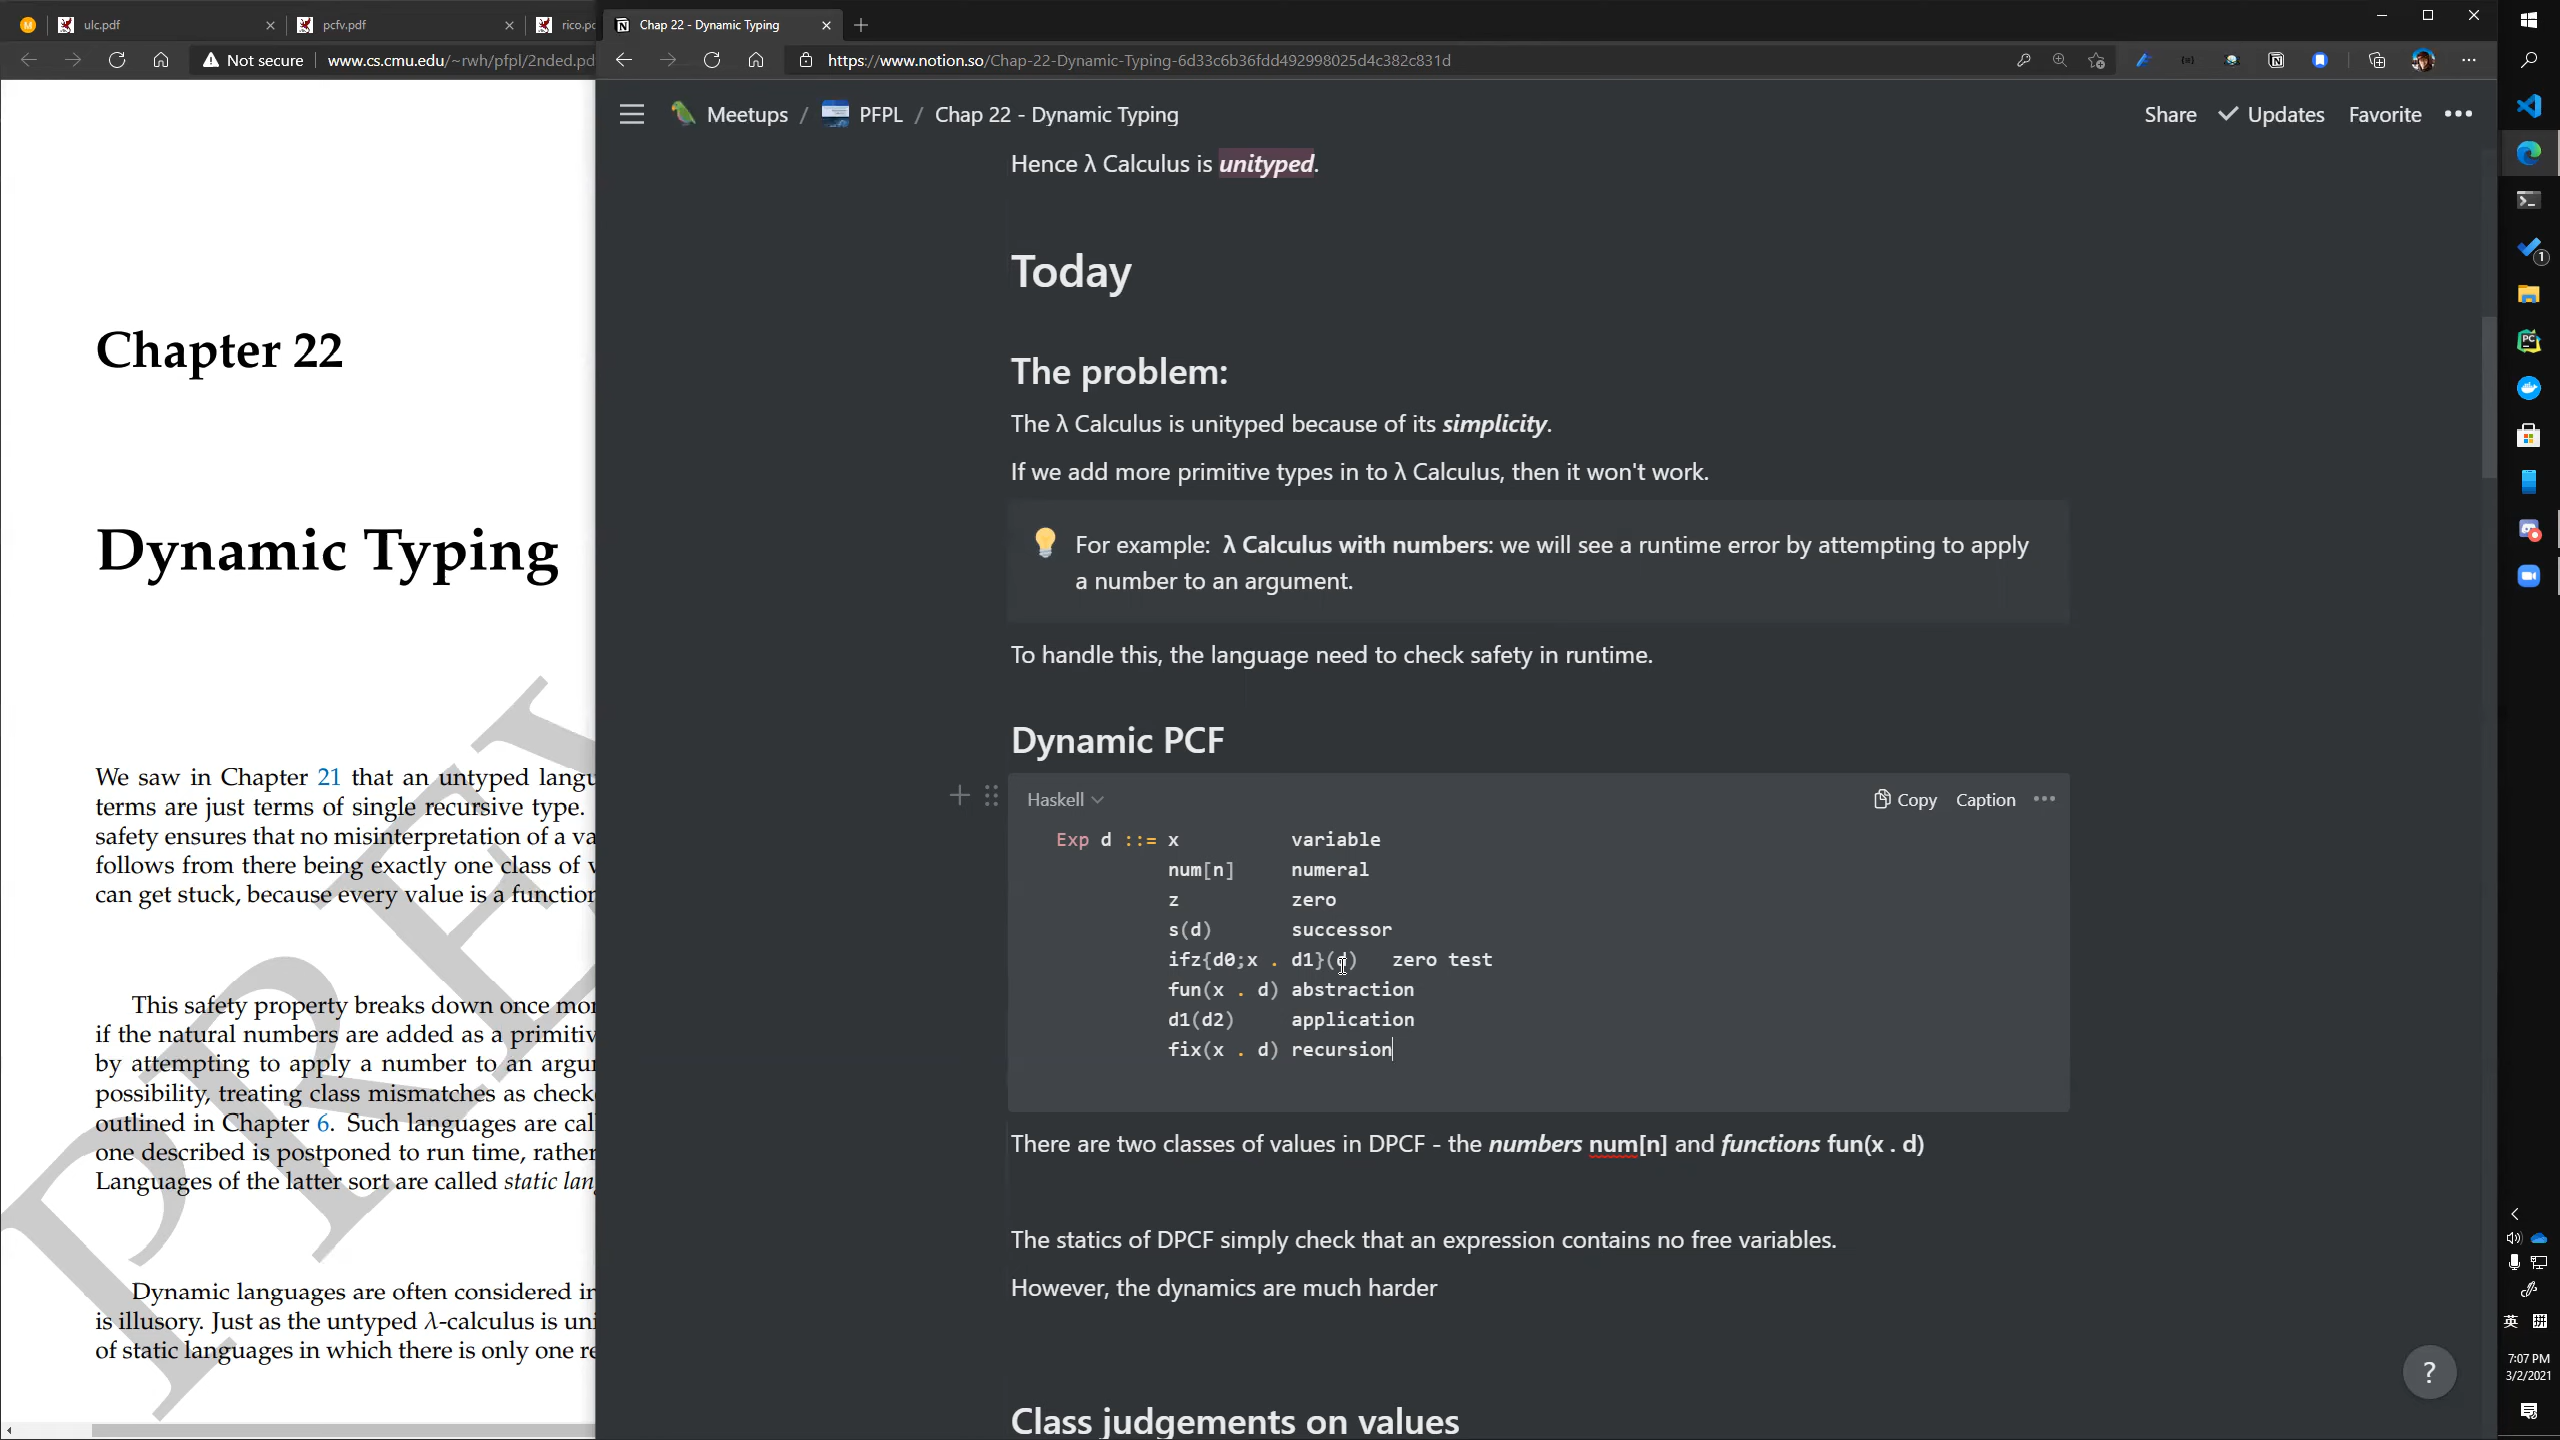 ulc.pdf
pcfv.pdf
rico.pc
Chap 22 - Dynamic Typing
Not secure
www.cs.cmu.edu/~rwh/pfpl/2nded.pd
https://www.notion.so/Chap-22-Dynamic-Typing-6d33c6b36fdd492998025d4c382c831d
Meetups / PFPL / Chap 22 - Dynamic Typing
Share
Updates
Favorite
Chapter 22
Dynamic Typing
We saw in Chapter 21 that an untyped langu
terms are just terms of single recursive type.
safety ensures that no misinterpretation of a va
follows from there being exactly one class of v
can get stuck, because every value is a function
This safety property breaks down once mor
if the natural numbers are added as a primitiv
by attempting to apply a number to an argu
possibility, treating class mismatches as check
outlined in Chapter 6. Such languages are cal
one described is postponed to run time, rather
Languages of the latter sort are called static lan
Dynamic languages are often considered in
is illusory. Just as the untyped λ-calculus is uni
of static languages in which there is only one re
PREV
Hence λ Calculus is unityped.
Today
The problem:
The λ Calculus is unityped because of its simplicity.
If we add more primitive types in to λ Calculus, then it won't work.
For example: λ Calculus with numbers: we will see a runtime error by attempting to apply
a number to an argument.
To handle this, the language need to check safety in runtime.
Dynamic PCF
Haskell
Copy
Caption
Exp d ::= x variable
num[n] numeral
z zero
s(d) successor
ifz{d0;x . d1}(d) zero test
fun(x . d) abstraction
d1(d2) application
fix(x . d) recursion
There are two classes of values in DPCF - the numbers num[n] and functions fun(x . d)
The statics of DPCF simply check that an expression contains no free variables.
However, the dynamics are much harder
Class judgements on values
?
1
PC
英
拼
7:07 PM
3/2/2021